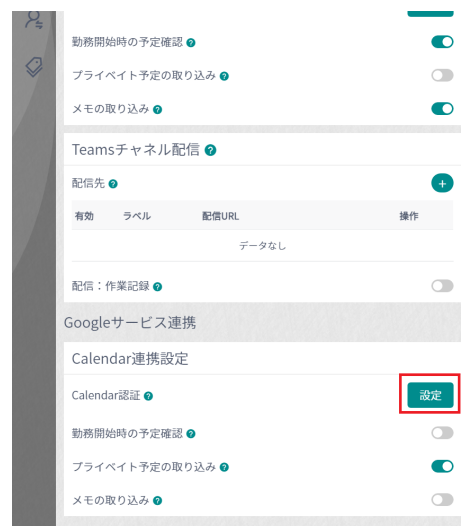 勤務開始時の予定確認
プライベイト予定の取り込み
メモの取り込み
Teamsチャネル配信
配信先
有効 ラベル 配信URL 操作
データなし
配信：作業記録
Googleサービス連携
Calendar連携設定
Calendar認証 設定
勤務開始時の予定確認
プライベイト予定の取り込み
メモの取り込み